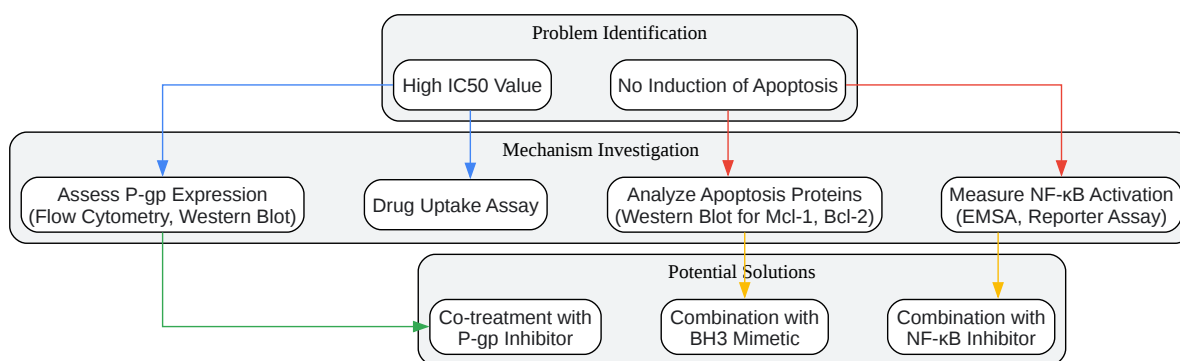 Problem Identification
High IC50 Value
No Induction of Apoptosis
Mechanism Investigation
Assess P-gp Expression
(Flow Cytometry, Western Blot)
Drug Uptake Assay
Analyze Apoptosis Proteins
(Western Blot for Mcl-1, Bcl-2)
Measure NF-κB Activation
(EMSA, Reporter Assay)
Potential Solutions
Co-treatment with
P-gp Inhibitor
Combination with
BH3 Mimetic
Combination with
NF-κB Inhibitor